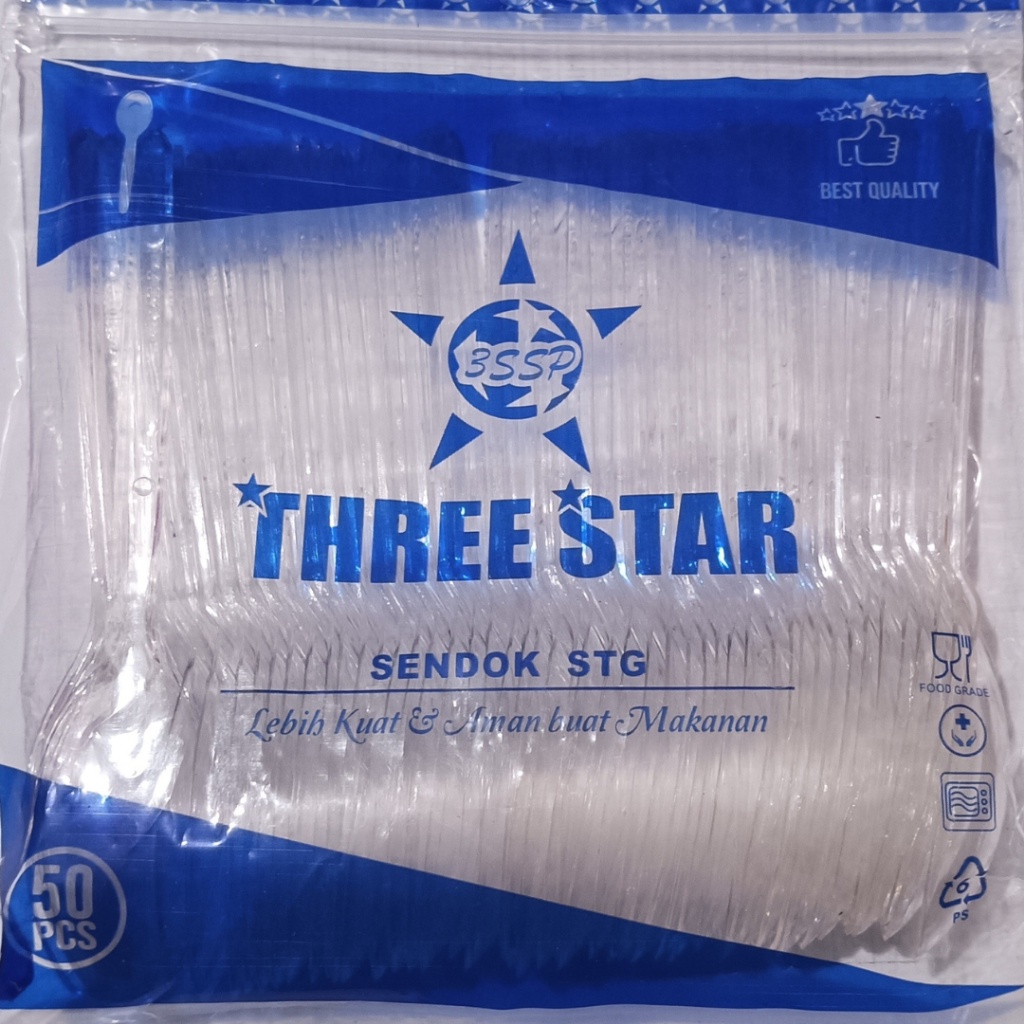 BEST QUALITY
3SSP
THREE STAR
SENDOK STG
Lebih Kuat & Aman buat Makanan
FOOD GRADE
50
PCS
6
PS